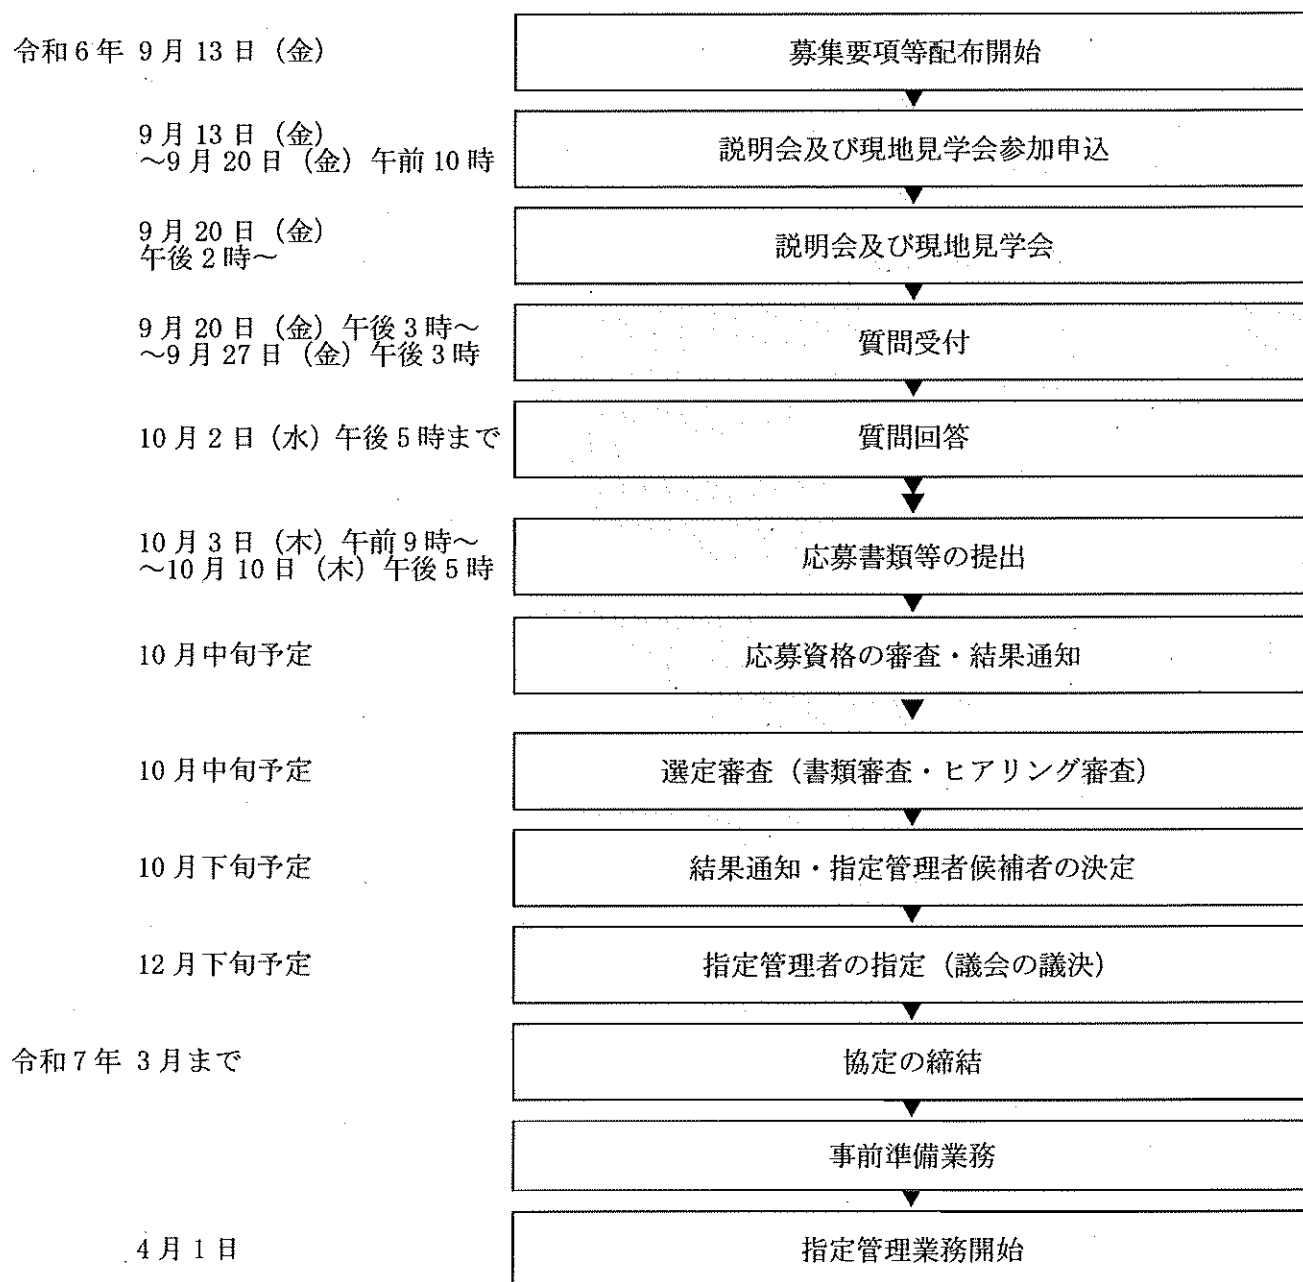 令和6年 9月13日（金）
募集要項等配布開始
9月13日（金）
～9月20日（金）午前10時
説明会及び現地見学会参加申込
9月20日（金）
午後2時～
説明会及び現地見学会
9月20日（金）午後3時～
～9月27日（金）午後3時
質問受付
10月2日（水）午後5時まで
質問回答
10月3日（木）午前9時～
～10月10日（木）午後5時
応募書類等の提出
10月中旬予定
応募資格の審査・結果通知
10月中旬予定
選定審査（書類審査・ヒアリング審査）
10月下旬予定
結果通知・指定管理者候補者の決定
12月下旬予定
指定管理者の指定（議会の議決）
令和7年 3月まで
協定の締結
事前準備業務
4月1日
指定管理業務開始